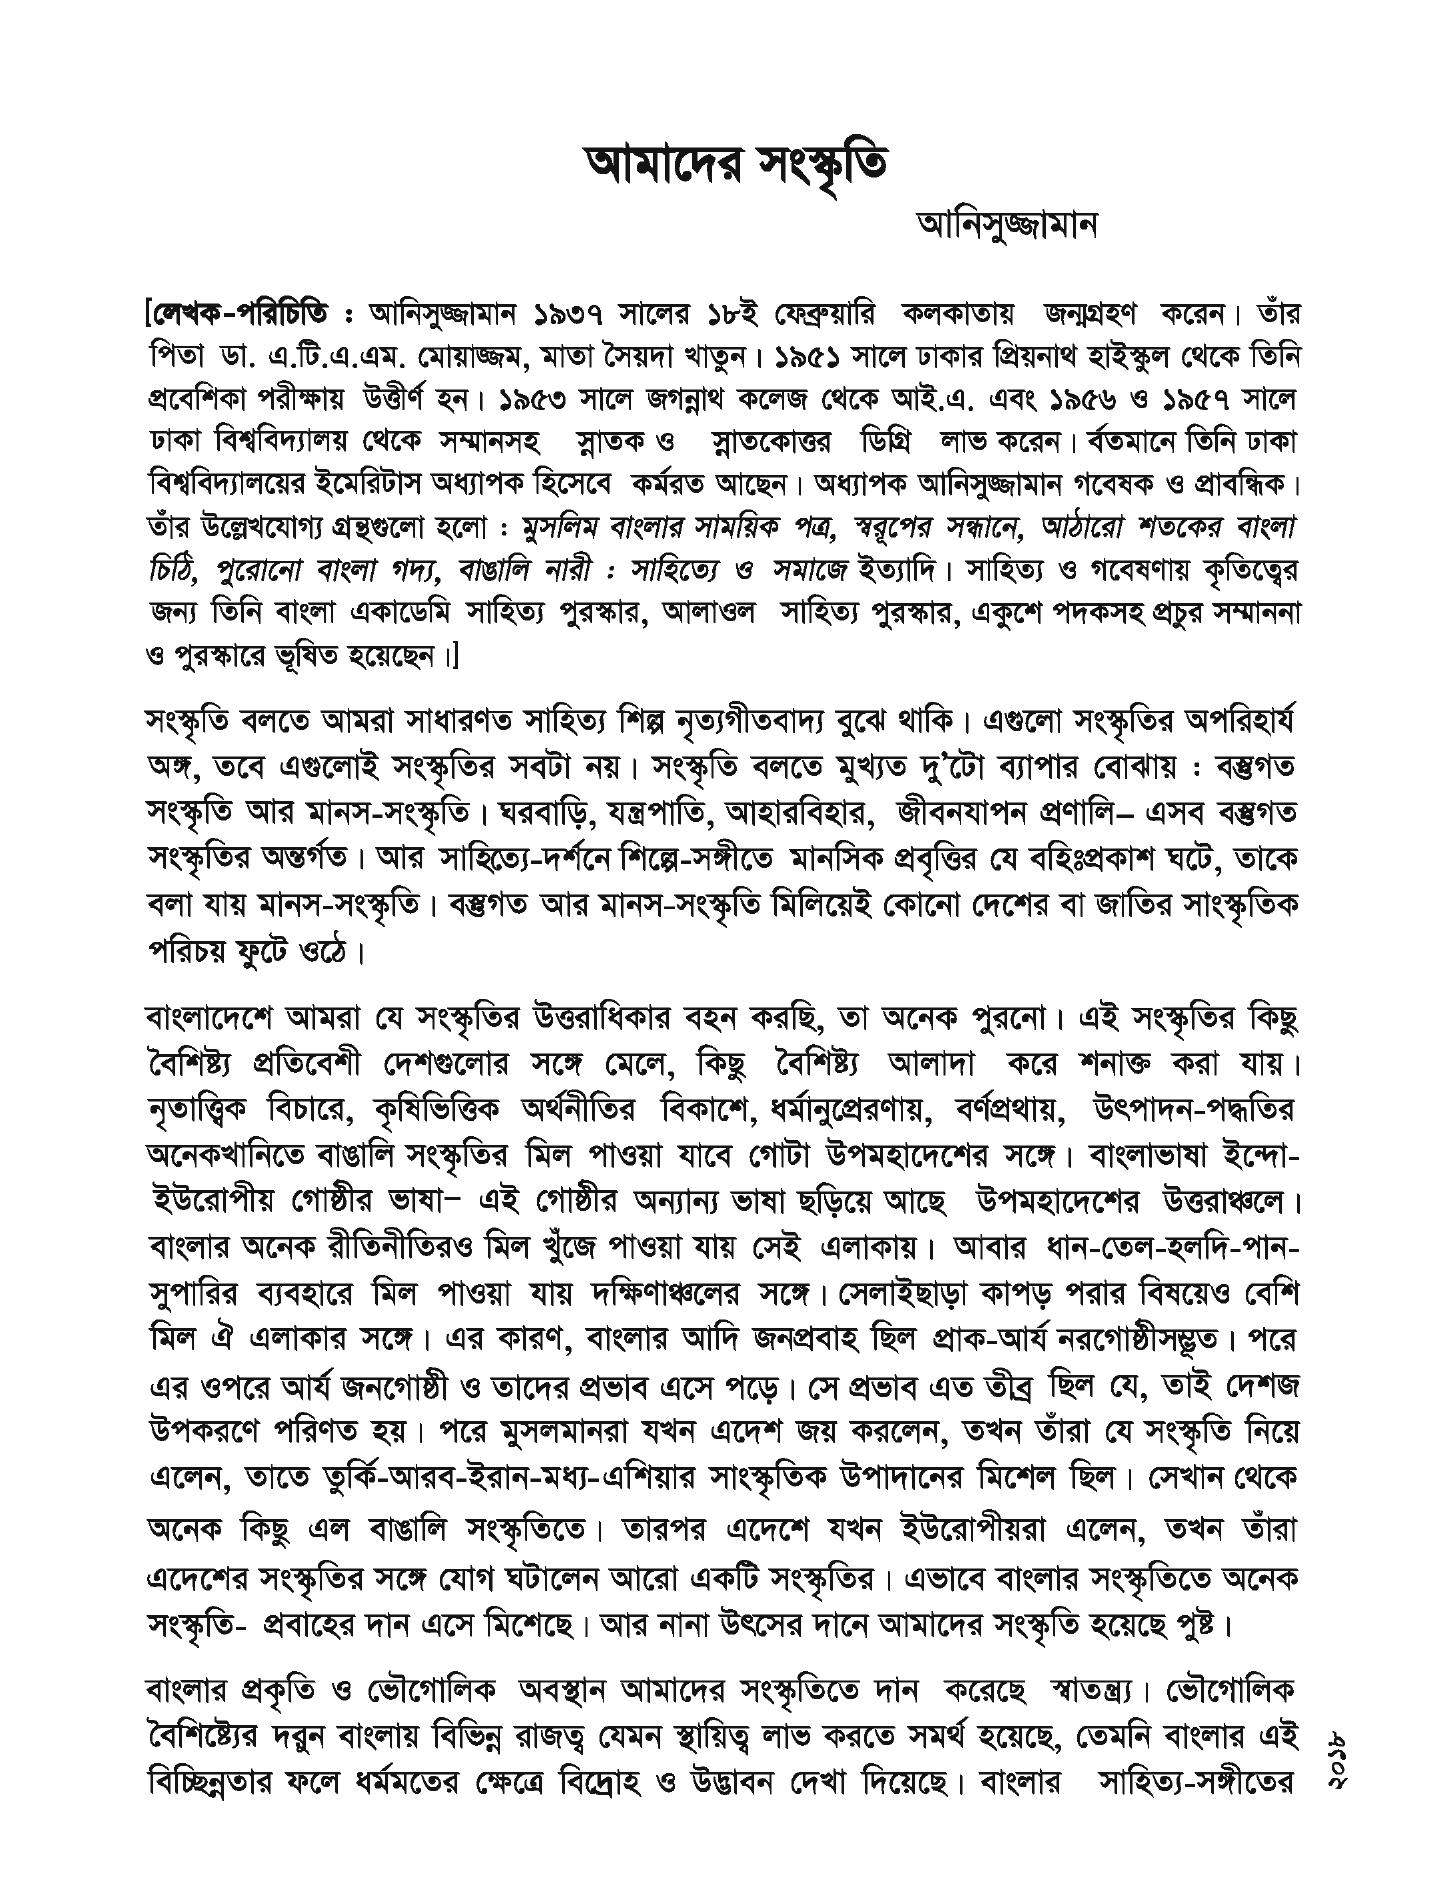 আমাদের সংস্কৃতি
আনিসুজ্জামান
[লেখক-পরিচিতি : আনিসুজ্জামান ১৯৩৭ সালের ১৮ই ফেব্রুয়ারি কলকাতায় জন্মগ্রহণ করেন। তাঁর
পিতা ডা. এ.টি.এ.এম. মোয়াজ্জম, মাতা সৈয়দা খাতুন। ১৯৫১ সালে ঢাকার প্রিয়নাথ হাইস্কুল থেকে তিনি
প্রবেশিকা পরীক্ষায় উত্তীর্ণ হন। ১৯৫৩ সালে জগন্নাথ কলেজ থেকে আই.এ. এবং ১৯৫৬ ও ১৯৫৭ সালে
ঢাকা বিশ্ববিদ্যালয় থেকে সম্মানসহ স্নাতক ও স্নাতকোত্তর ডিগ্রি লাভ করেন। র্বতমানে তিনি ঢাকা
বিশ্ববিদ্যালয়ের ইমেরিটাস অধ্যাপক হিসেবে কর্মরত আছেন। অধ্যাপক আনিসুজ্জামান গবেষক ও প্রাবন্ধিক।
তাঁর উল্লেখযোগ্য গ্রন্থগুলো হলো : মুসলিম বাংলার সাময়িক পত্র, স্বরূপের সন্ধানে, আঠারো শতকের বাংলা
চিঠি, পুরোনো বাংলা গদ্য, বাঙালি নারী : সাহিত্যে ও সমাজে ইত্যাদি। সাহিত্য ও গবেষণায় কৃতিত্বের
জন্য তিনি বাংলা একাডেমি সাহিত্য পুরস্কার, আলাওল সাহিত্য পুরস্কার, একুশে পদকসহ প্রচুর সম্মাননা
ও পুরস্কারে ভূষিত হয়েছেন।]
সংস্কৃতি বলতে আমরা সাধারণত সাহিত্য শিল্প নৃত্যগীতবাদ্য বুঝে থাকি। এগুলো সংস্কৃতির অপরিহার্য
অঙ্গ, তবে এগুলোই সংস্কৃতির সবটা নয়। সংস্কৃতি বলতে মুখ্যত দু’টো ব্যাপার বোঝায় : বস্তুগত
সংস্কৃতি আর মানস-সংস্কৃতি। ঘরবাড়ি, যন্ত্রপাতি, আহারবিহার, জীবনযাপন প্রণালি– এসব বস্তুগত
সংস্কৃতির অন্তর্গত। আর সাহিত্যে-দর্শনে শিল্পে-সঙ্গীতে মানসিক প্রবৃত্তির যে বহিঃপ্রকাশ ঘটে, তাকে
বলা যায় মানস-সংস্কৃতি। বস্তুগত আর মানস-সংস্কৃতি মিলিয়েই কোনো দেশের বা জাতির সাংস্কৃতিক
পরিচয় ফুটে ওঠে।
বাংলাদেশে আমরা যে সংস্কৃতির উত্তরাধিকার বহন করছি, তা অনেক পুরনো। এই সংস্কৃতির কিছু
বৈশিষ্ট্য প্রতিবেশী দেশগুলোর সঙ্গে মেলে, কিছু বৈশিষ্ট্য আলাদা করে শনাক্ত করা যায়।
নৃতাত্ত্বিক বিচারে, কৃষিভিত্তিক অর্থনীতির বিকাশে, ধর্মানুপ্রেরণায়, বর্ণপ্রথায়, উৎপাদন-পদ্ধতির
অনেকখানিতে বাঙালি সংস্কৃতির মিল পাওয়া যাবে গোটা উপমহাদেশের সঙ্গে। বাংলাভাষা ইন্দো-
ইউরোপীয় গোষ্ঠীর ভাষা– এই গোষ্ঠীর অন্যান্য ভাষা ছড়িয়ে আছে উপমহাদেশের উত্তরাঞ্চলে।
বাংলার অনেক রীতিনীতিরও মিল খুঁজে পাওয়া যায় সেই এলাকায়। আবার ধান-তেল-হলদি-পান-
সুপারির ব্যবহারে মিল পাওয়া যায় দক্ষিণাঞ্চলের সঙ্গে। সেলাইছাড়া কাপড় পরার বিষয়েও বেশি
মিল ঐ এলাকার সঙ্গে। এর কারণ, বাংলার আদি জনপ্রবাহ ছিল প্রাক-আর্য নরগোষ্ঠীসম্ভূত। পরে
এর ওপরে আর্য জনগোষ্ঠী ও তাদের প্রভাব এসে পড়ে। সে প্রভাব এত তীব্র ছিল যে, তাই দেশজ
উপকরণে পরিণত হয়। পরে মুসলমানরা যখন এদেশ জয় করলেন, তখন তাঁরা যে সংস্কৃতি নিয়ে
এলেন, তাতে তুর্কি-আরব-ইরান-মধ্য-এশিয়ার সাংস্কৃতিক উপাদানের মিশেল ছিল। সেখান থেকে
অনেক কিছু এল বাঙালি সংস্কৃতিতে। তারপর এদেশে যখন ইউরোপীয়রা এলেন, তখন তাঁরা
এদেশের সংস্কৃতির সঙ্গে যোগ ঘটালেন আরো একটি সংস্কৃতির। এভাবে বাংলার সংস্কৃতিতে অনেক
সংস্কৃতি- প্রবাহের দান এসে মিশেছে। আর নানা উৎসের দানে আমাদের সংস্কৃতি হয়েছে পুষ্ট।
বাংলার প্রকৃতি ও ভৌগোলিক অবস্থান আমাদের সংস্কৃতিতে দান করেছে স্বাতন্ত্র্য। ভৌগোলিক
বৈশিষ্ট্যের দরুন বাংলায় বিভিন্ন রাজত্ব যেমন স্থায়িত্ব লাভ করতে সমর্থ হয়েছে, তেমনি বাংলার এই
বিচ্ছিন্নতার ফলে ধর্মমতের ক্ষেত্রে বিদ্রোহ ও উদ্ভাবন দেখা দিয়েছে। বাংলার সাহিত্য-সঙ্গীতের
২০১৮